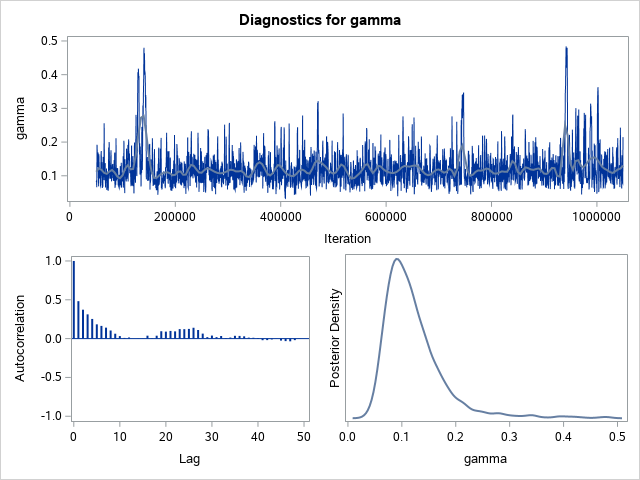 Diagnostics for gamma
0.5
0.4
0.3
0.2
0.1
gamma
0 200000 400000 600000 800000 1000000
Iteration
1.0
0.5
0.0
-0.5
-1.0
Autocorrelation
0 10 20 30 40 50
Lag
Posterior Density
0.0 0.1 0.2 0.3 0.4 0.5
gamma